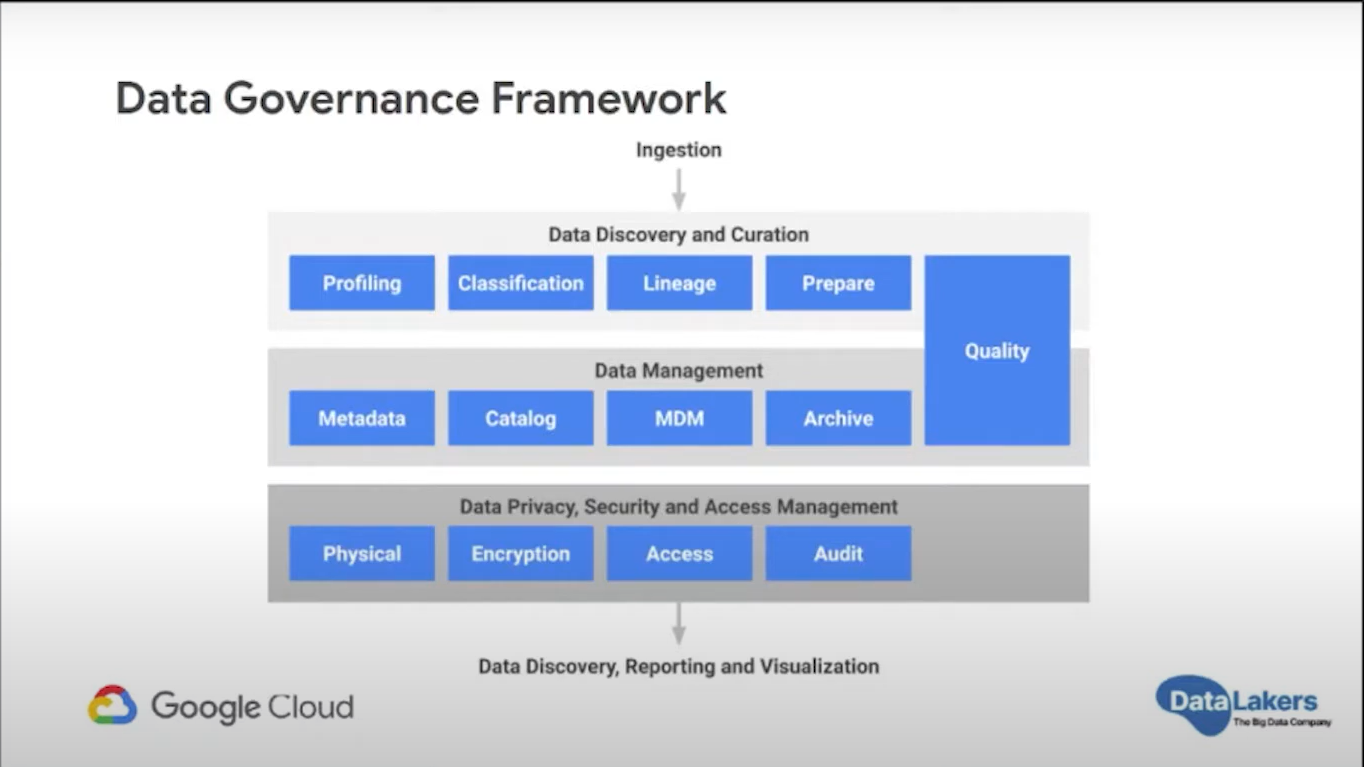 Data Governance Framework
Ingestion
Data Discovery and Curation
Profiling
Classification
Lineage
Prepare
Quality
Data Management
Metadata
Catalog
MDM
Archive
Data Privacy, Security and Access Management
Physical
Encryption
Access
Audit
Data Discovery, Reporting and Visualization
Google Cloud
DataLakers
The Big Data Company